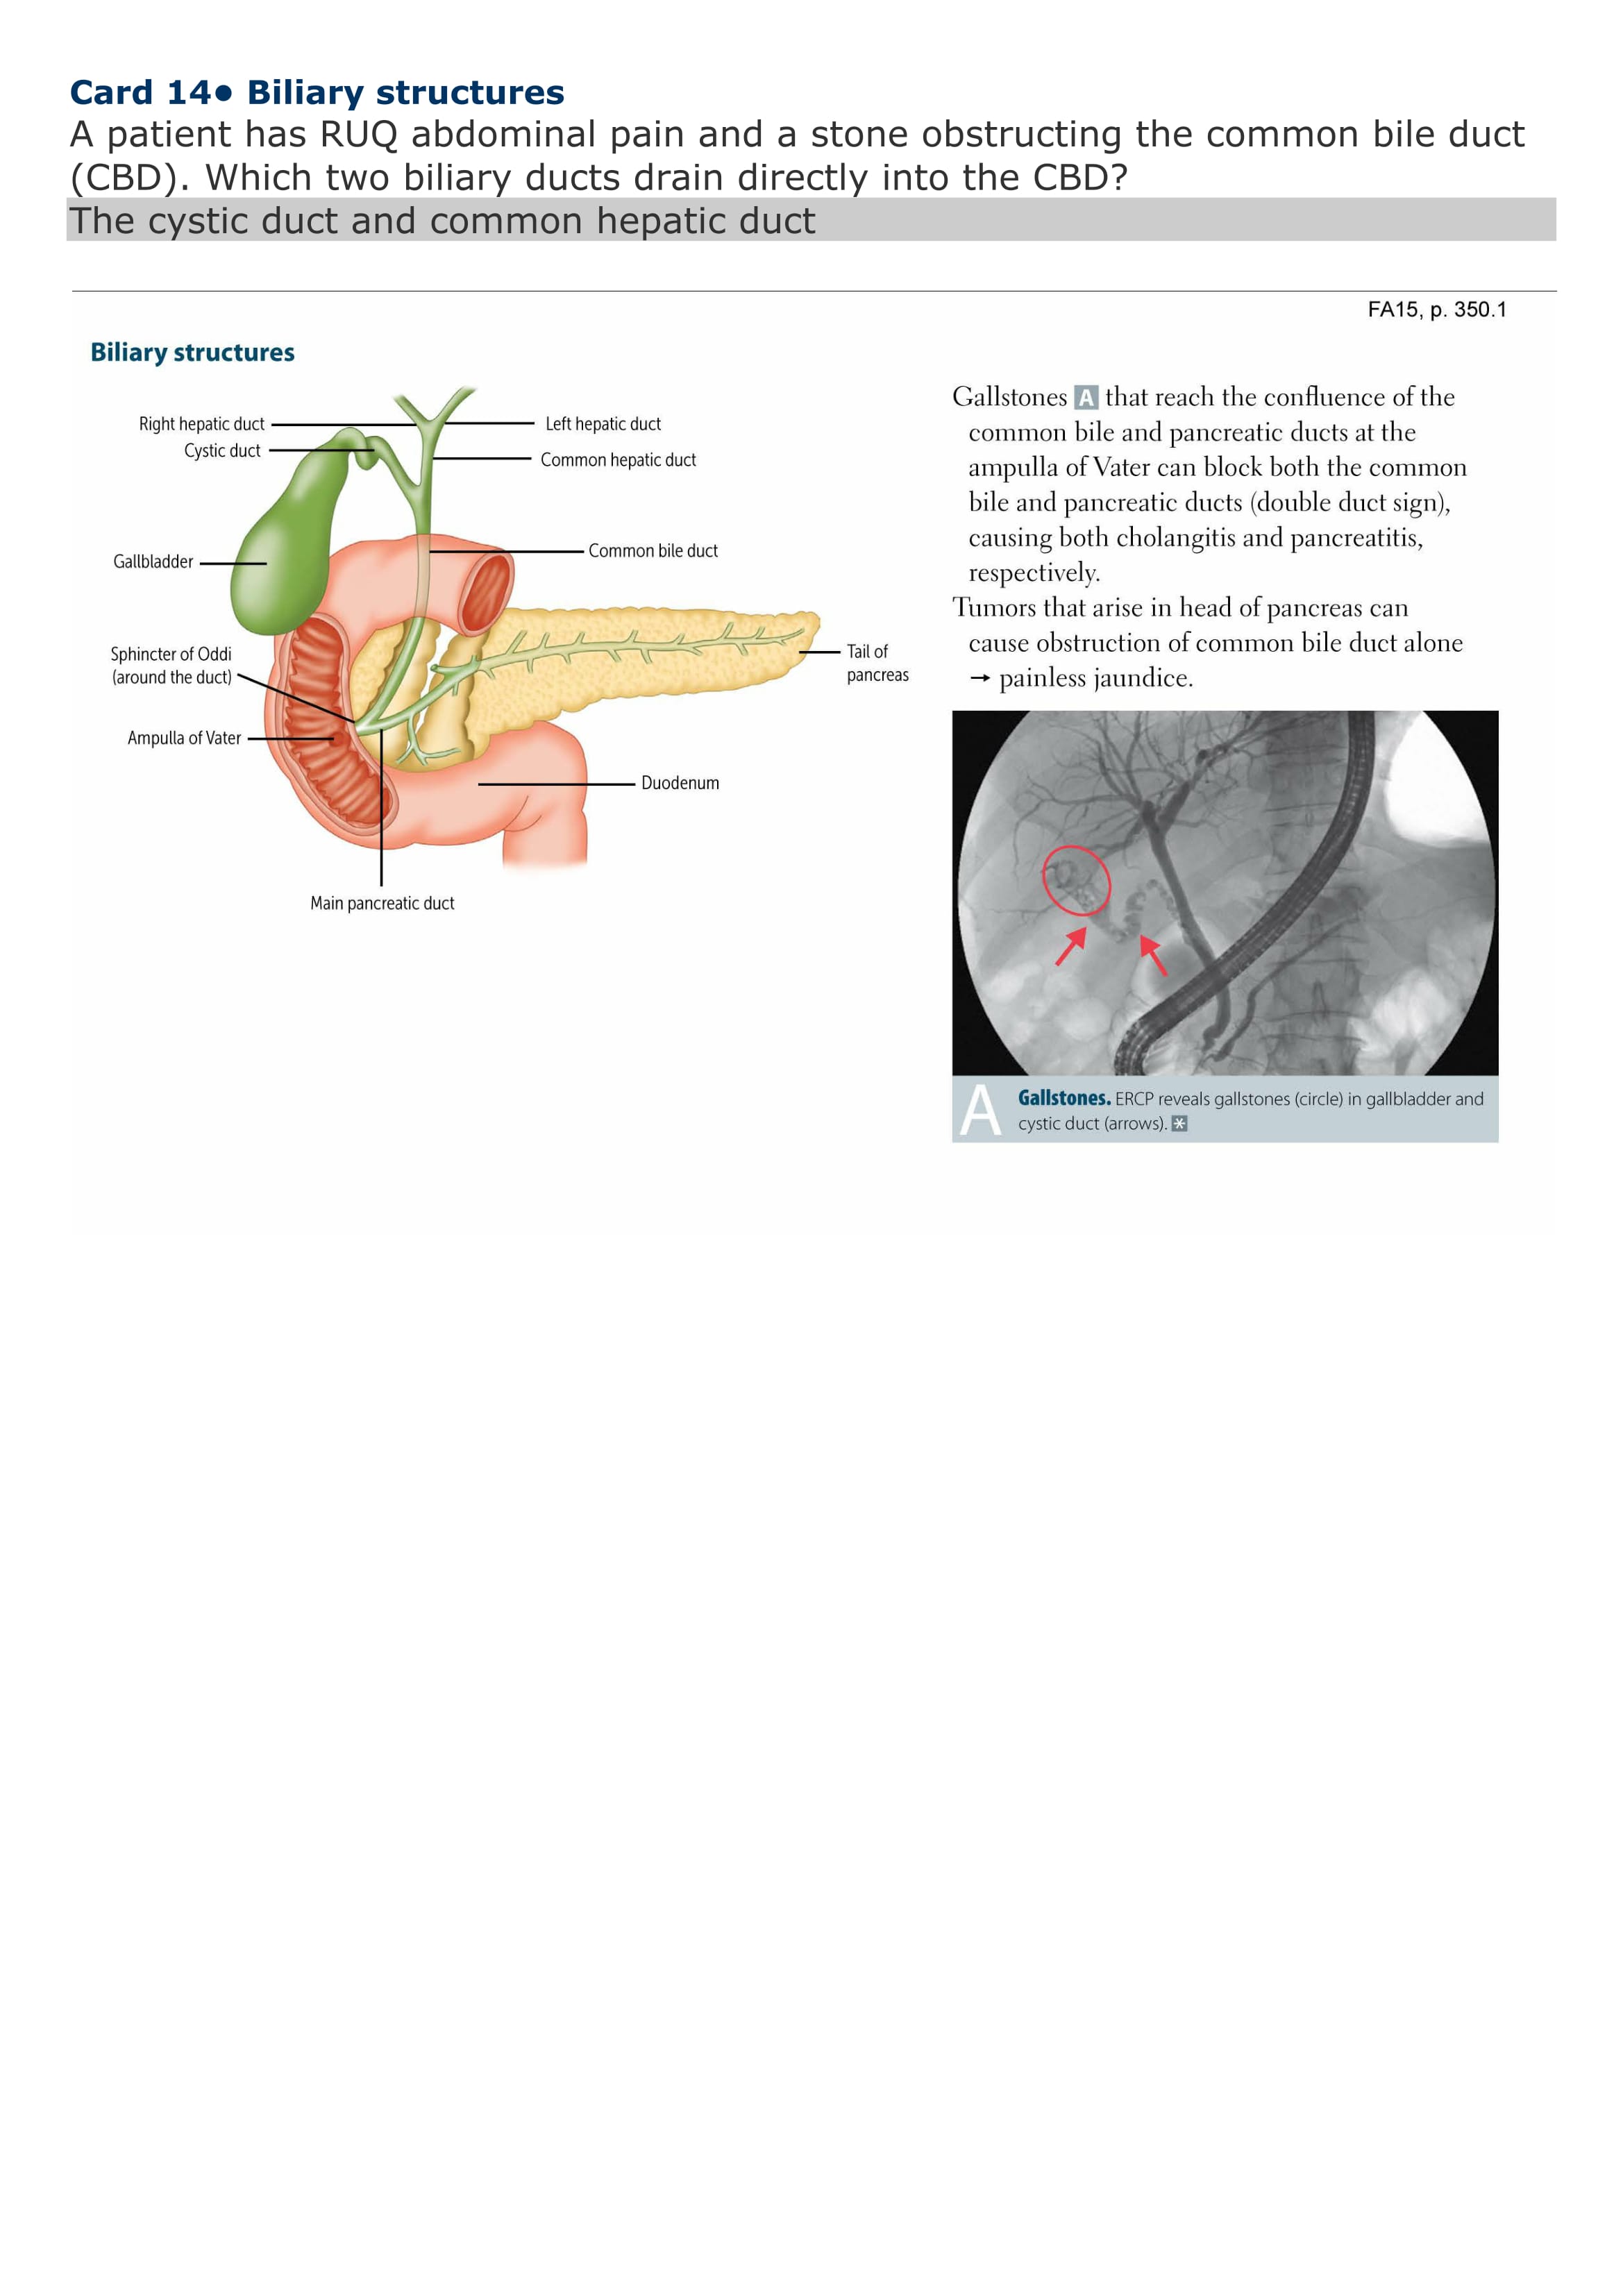 Card 14• Biliary structures
A patient has RUQ abdominal pain and a stone obstructing the common bile duct
(CBD). Which two biliary ducts drain directly into the CBD?
The cystic duct and common hepatic duct
FA15, p. 350.1
Biliary structures
Right hepatic duct
Cystic duct
Gallbladder
Sphincter of Oddi
(around the duct)
Ampulla of Vater
Main pancreatic duct
Left hepatic duct
Common hepatic duct
Common bile duct
Tail of
pancreas
Duodenum
Gallstones A that reach the confluence of the
common bile and pancreatic ducts at the
ampulla of Vater can block both the common
bile and pancreatic ducts (double duct sign),
causing both cholangitis and pancreatitis,
respectively.
Tumors that arise in head of pancreas can
cause obstruction of common bile duct alone
→ painless jaundice.
A
Gallstones. ERCP reveals gallstones (circle) in gallbladder and
cystic duct (arrows). *